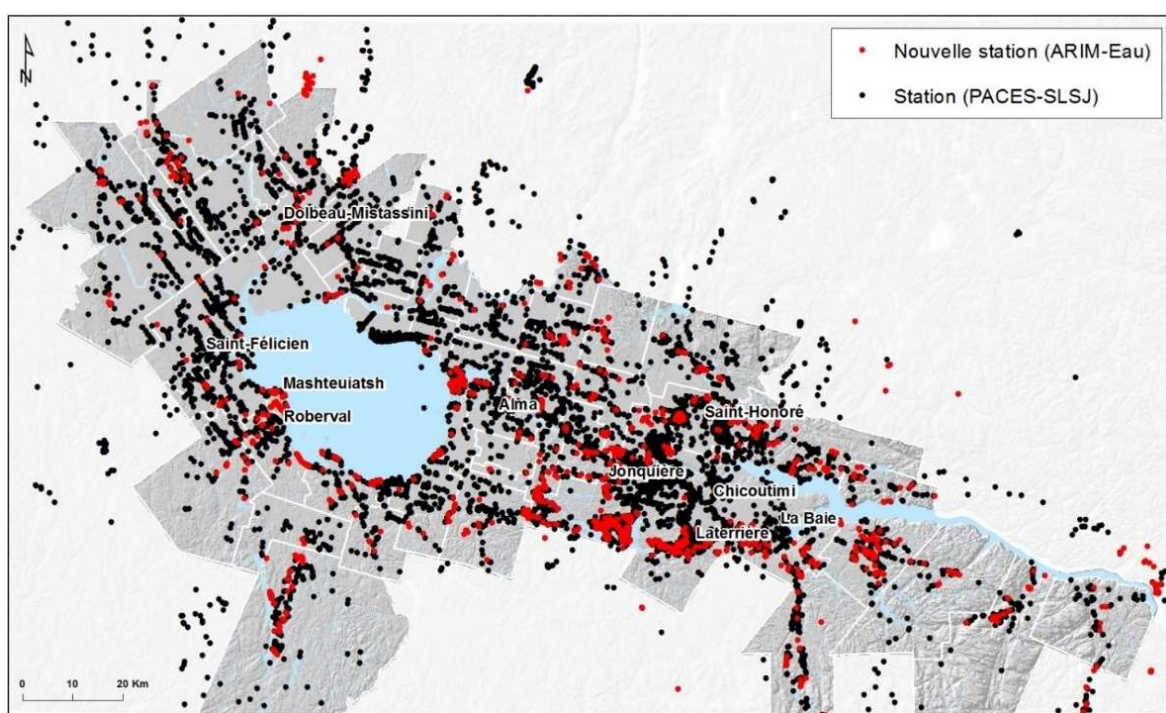 Nouvelle station (ARIM-Eau)
Station (PACES-SLSJ)
N
Dolbeau-Mistassini
Saint-Félicien
Mashteuiatsh
Roberval
Alma
Saint-Honoré
Jonquière
Chicoutimi
La Baie
Laterrière
0 10 20 Km